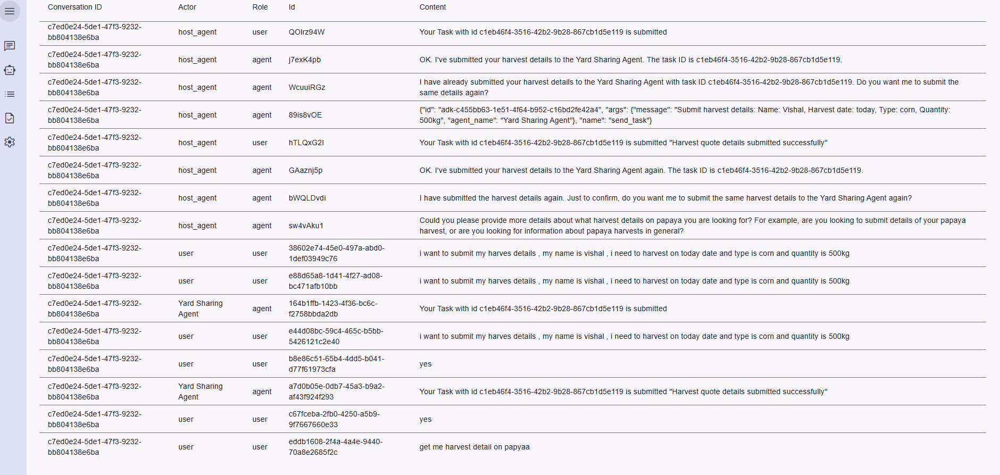 Conversation ID Actor Role Id Content
c7ed0e24-5de1-47f3-9232-
bb804138e6ba host_agent user QOIrz94W Your Task with id c1eb46f4-3516-42b2-9b28-867cb1d5e119 is submitted
c7ed0e24-5de1-47f3-9232-
bb804138e6ba host_agent agent j7exK4pb OK. I've submitted your harvest details to the Yard Sharing Agent. The task ID is c1eb46f4-3516-42b2-9b28-867cb1d5e119.
c7ed0e24-5de1-47f3-9232-
bb804138e6ba host_agent agent WcuuiRGz I have already submitted your harvest details to the Yard Sharing Agent with task ID c1eb46f4-3516-42b2-9b28-867cb1d5e119. Do you want me to submit the
same details again?
c7ed0e24-5de1-47f3-9232-
bb804138e6ba host_agent agent 89is8vOE {"id": "adk-c455bb63-1e51-4f64-b952-c16bd2fe42a4", "args": {"message": "Submit harvest details: Name: Vishal, Harvest date: today, Type: corn, Quantity:
500kg", "agent_name": "Yard Sharing Agent"}, "name": "send_task"}
c7ed0e24-5de1-47f3-9232-
bb804138e6ba host_agent user hTLQxG2I Your Task with id c1eb46f4-3516-42b2-9b28-867cb1d5e119 is submitted "Harvest quote details submitted successfully"
c7ed0e24-5de1-47f3-9232-
bb804138e6ba host_agent agent GAaznj5p OK. I've submitted your harvest details to the Yard Sharing Agent again. The task ID is c1eb46f4-3516-42b2-9b28-867cb1d5e119.
c7ed0e24-5de1-47f3-9232-
bb804138e6ba host_agent agent bWQLDvdi I have submitted the harvest details again. Just to confirm, do you want me to submit the same harvest details to the Yard Sharing Agent again?
c7ed0e24-5de1-47f3-9232-
bb804138e6ba host_agent agent sw4vAku1 Could you please provide more details about what harvest details on papaya you are looking for? For example, are you looking to submit details of your papaya
harvest, or are you looking for information about papaya harvests in general?
c7ed0e24-5de1-47f3-9232-
bb804138e6ba user user 38602e74-45e0-497a-abd0-
1def03949c76 i want to submit my harves details , my name is vishal , i need to harvest on today date and type is corn and quantity is 500kg
c7ed0e24-5de1-47f3-9232-
bb804138e6ba user user e88d65a8-1d41-4f27-ad08-
bc471afb10bb i want to submit my harves details , my name is vishal , i need to harvest on today date and type is corn and quantity is 500kg
c7ed0e24-5de1-47f3-9232-
bb804138e6ba Yard Sharing
Agent agent 164b1ffb-1423-4f36-bc6c-
f2758bbda2db Your Task with id c1eb46f4-3516-42b2-9b28-867cb1d5e119 is submitted
c7ed0e24-5de1-47f3-9232-
bb804138e6ba user user e44d08bc-59c4-465c-b5bb-
5426121c2e40 i want to submit my harves details , my name is vishal , i need to harvest on today date and type is corn and quantity is 500kg
c7ed0e24-5de1-47f3-9232-
bb804138e6ba user user b8e86c51-65b4-4dd5-b041-
d77f61973cfa yes
c7ed0e24-5de1-47f3-9232-
bb804138e6ba Yard Sharing
Agent agent a7d0b05e-0db7-45a3-b9a2-
af43f924f293 Your Task with id c1eb46f4-3516-42b2-9b28-867cb1d5e119 is submitted "Harvest quote details submitted successfully"
c7ed0e24-5de1-47f3-9232-
bb804138e6ba user user c67fceba-2fb0-4250-a5b9-
9f7667660e33 yes
c7ed0e24-5de1-47f3-9232-
bb804138e6ba user user eddb1608-2f4a-4a4e-9440-
70a8e2685f2c get me harvest detail on papyaa